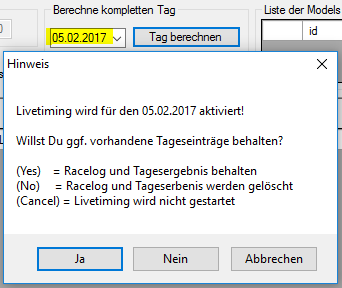 Berechne kompletten Tag
Liste der Models
0
05.02.2017
Tag berechnen
id
Hinweis
Livetiming wird für den 05.02.2017 aktiviert!
Willst Du ggf. vorhandene Tageseinträge behalten?
(Yes) = Racelog und Tagesergebnis behalten
(No) = Racelog und Tageserbenis werden gelöscht
(Cancel) = Livetiming wird nicht gestartet
Ja
Nein
Abbrechen